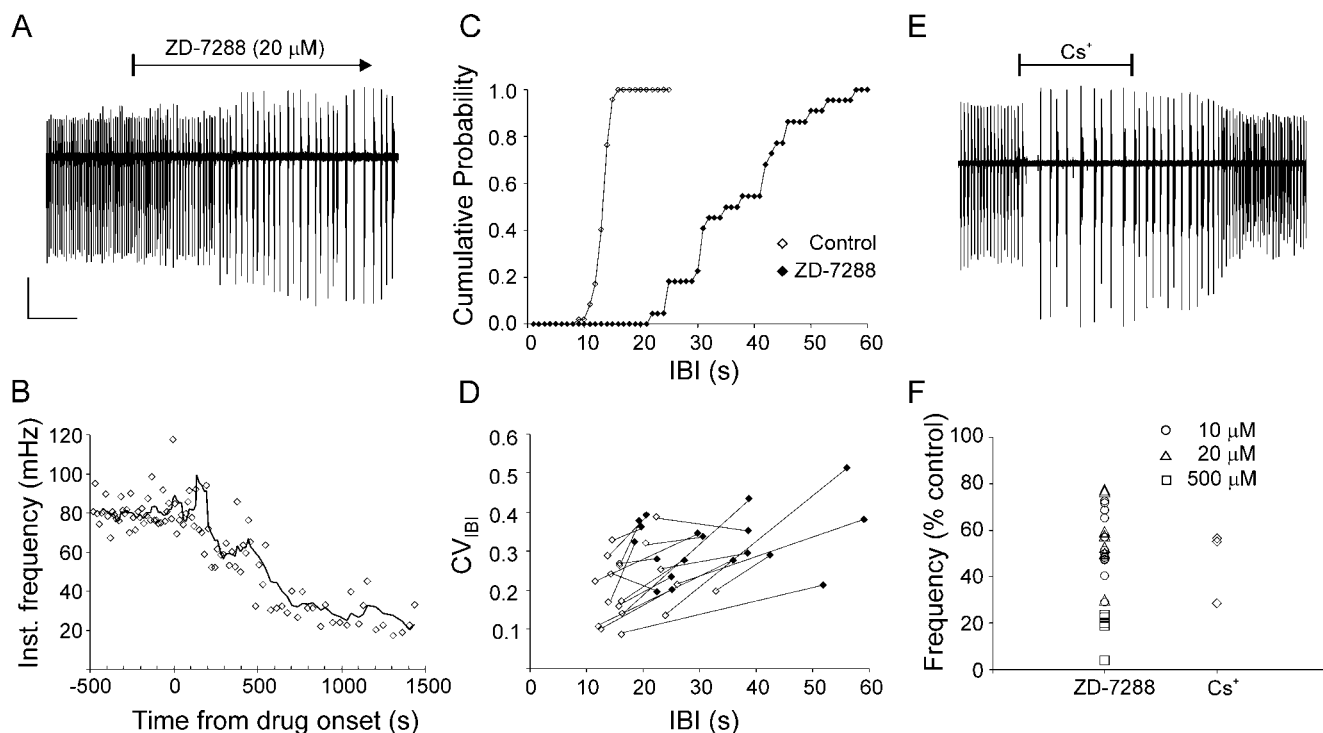 A
ZD-7288 (20 µM)
B
Inst. frequency (mHz)
120
100
80
60
40
20
-500 0 500 1000 1500
Time from drug onset (s)
C
Cumulative Probability
1.0
0.8
0.6
0.4
0.2
0.0
Control
ZD-7288
0 10 20 30 40 50 60
IBI (s)
D
CV_IBI
0.6
0.5
0.4
0.3
0.2
0.1
0 10 20 30 40 50 60
IBI (s)
E
Cs⁺
F
Frequency (% control)
100
80
60
40
20
0
10 µM
20 µM
500 µM
ZD-7288 Cs⁺